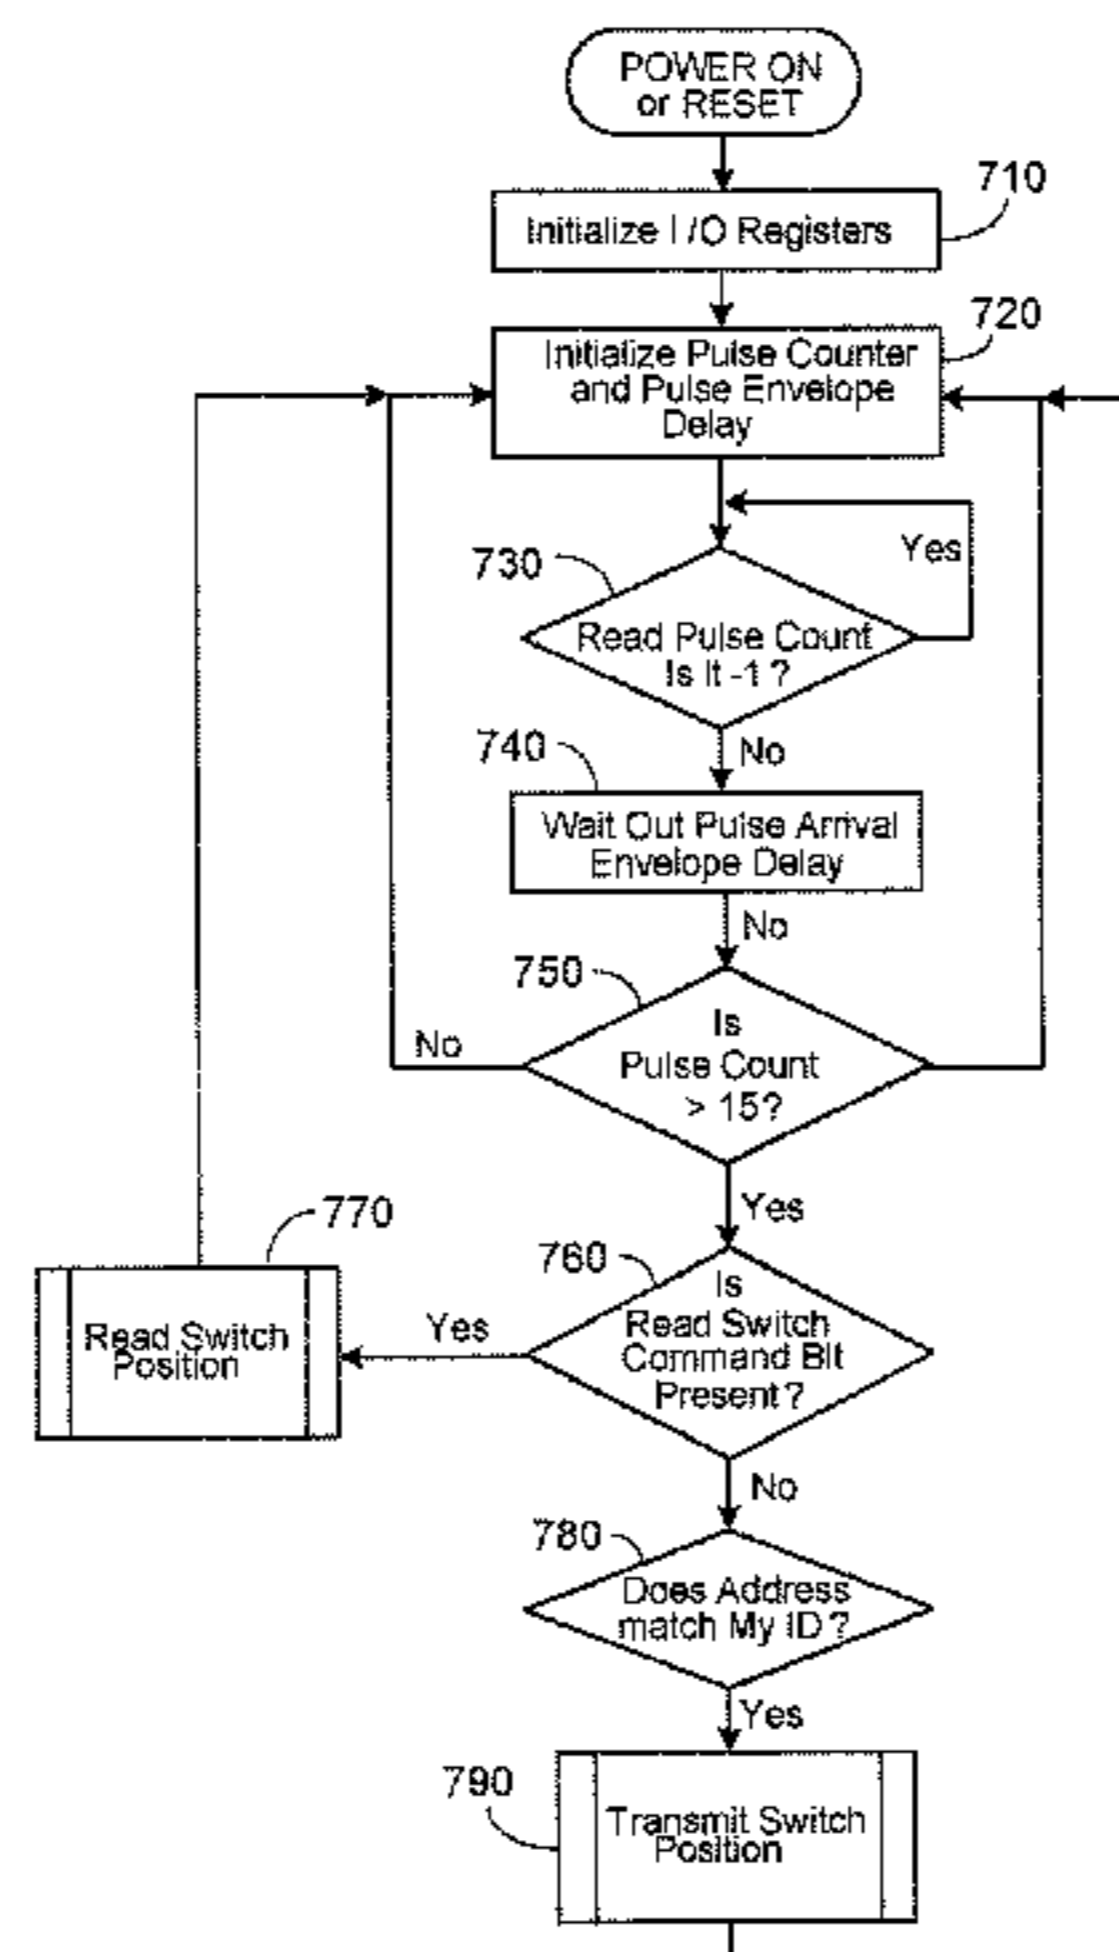 POWER ON
or RESET
710
Initialize I /O Registers
720
Initialize Pulse Counter
and Pulse Envelope
Delay
Yes
730
Read Pulse Count
Is It -1 ?
740
No
Wait Out Pulse Arrival
Envelope Delay
No
750
Is
Pulse Count
> 15?
No
Yes
770
760
Is
Read Switch
Command Bit
Present ?
Yes
Read Switch
Position
No
780
Does Address
match My ID ?
Yes
790
Transmit Switch
Position